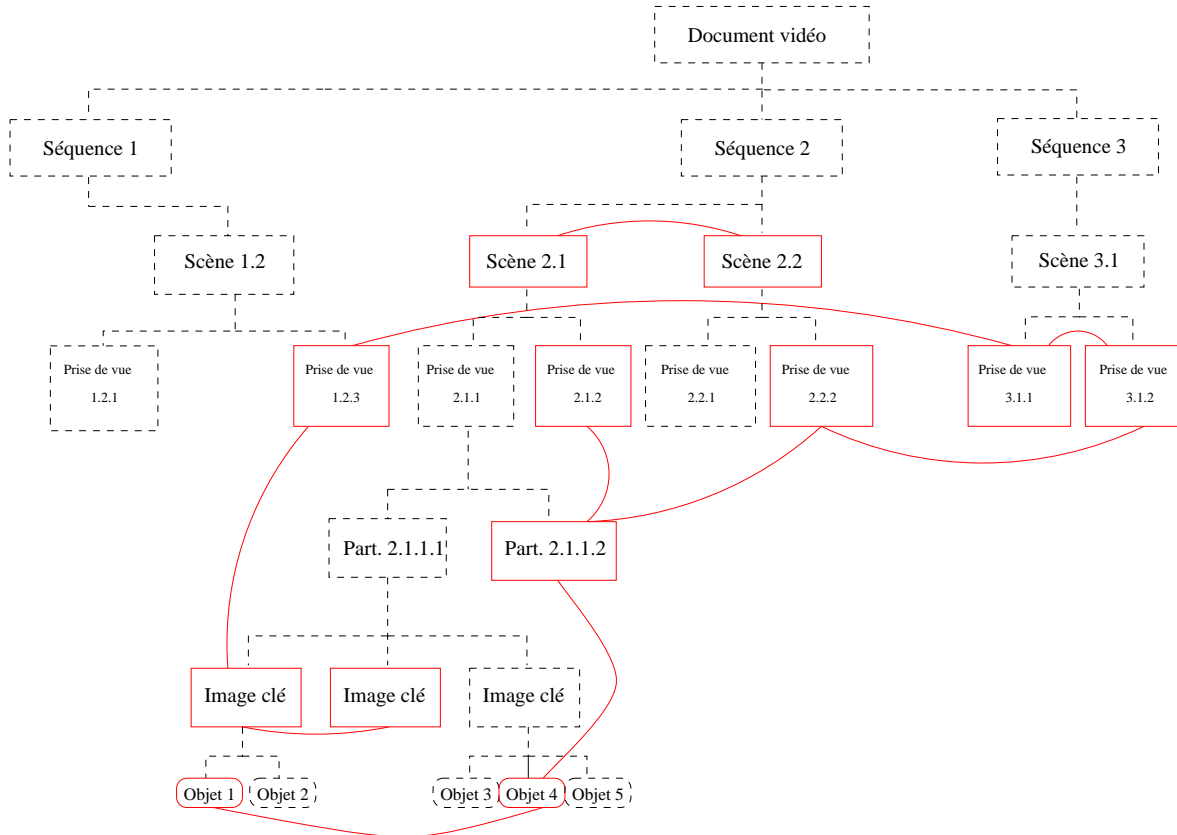 Document vidéo
Séquence 1
Séquence 2
Séquence 3
Scène 1.2
Scène 2.1
Scène 2.2
Scène 3.1
Prise de vue
1.2.1
Prise de vue
1.2.3
Prise de vue
2.1.1
Prise de vue
2.1.2
Prise de vue
2.2.1
Prise de vue
2.2.2
Prise de vue
3.1.1
Prise de vue
3.1.2
Part. 2.1.1.1
Part. 2.1.1.2
Image clé
Image clé
Image clé
Objet 1
Objet 2
Objet 3
Objet 4
Objet 5